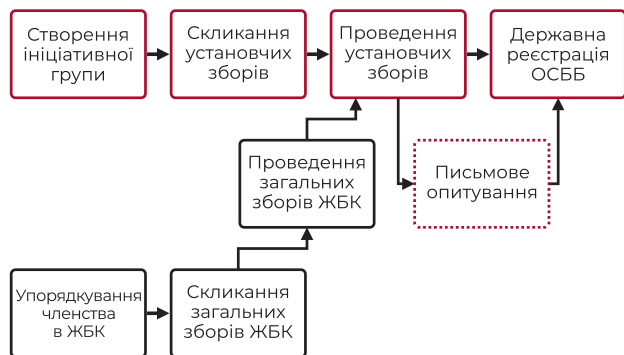 Створення
ініціативної
групи
Скликання
установчих
зборів
Проведення
установчих
зборів
Державна
реєстрація
ОСББ
Проведення
загальних
зборів ЖБК
Письмове
опитування
Упорядкування
членства
в ЖБК
Скликання
загальних
зборів ЖБК